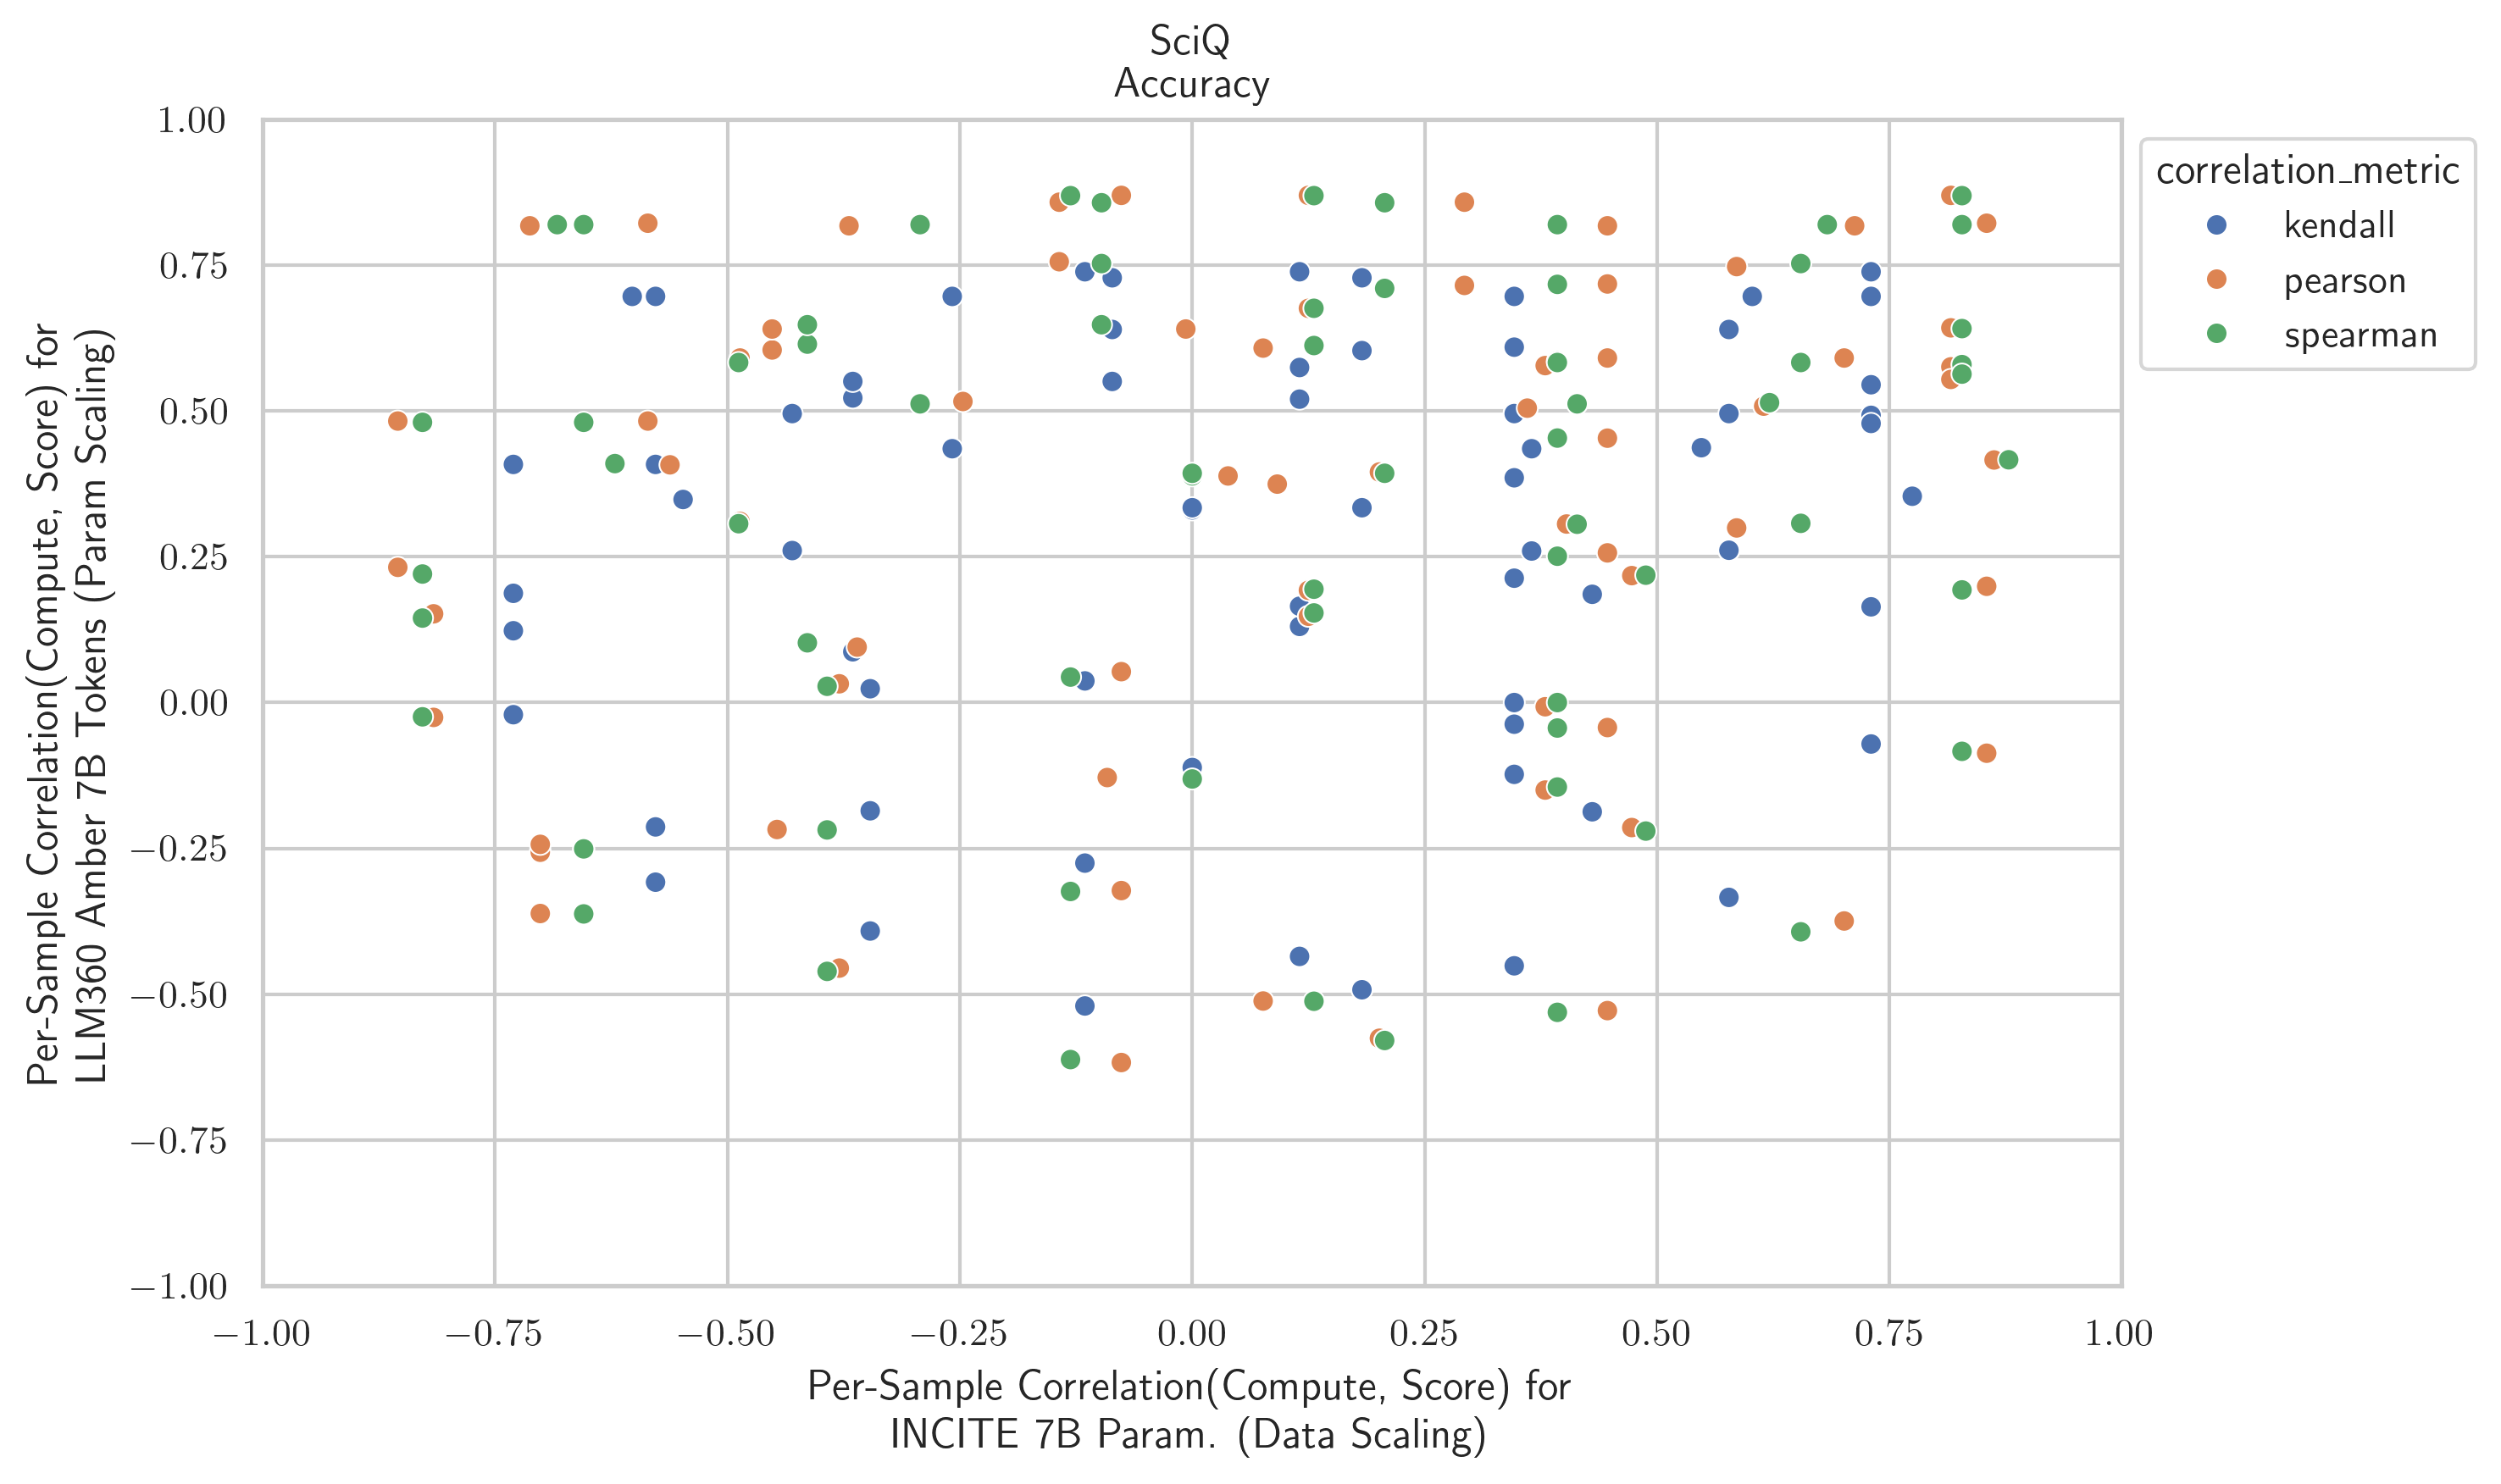 SciQ
Accuracy
1.00
0.75
0.50
0.25
0.00
−0.25
−0.50
−0.75
−1.00
Per-Sample Correlation(Compute, Score) for
LLM360 Amber 7B Tokens (Param Scaling)
correlation_metric
kendall
pearson
spearman
−1.00 −0.75 −0.50 −0.25 0.00 0.25 0.50 0.75 1.00
Per-Sample Correlation(Compute, Score) for
INCITE 7B Param. (Data Scaling)